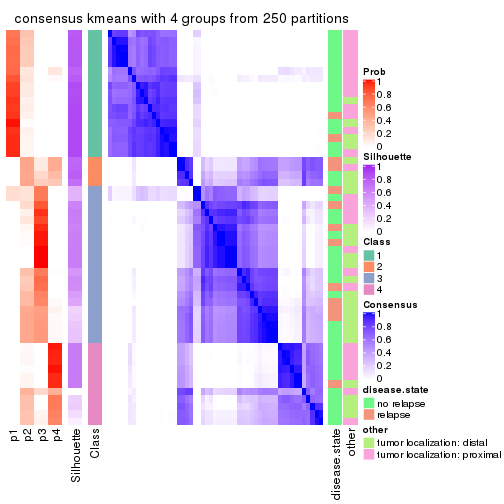 consensus kmeans with 4 groups from 250 partitions
Prob
1
0.8
0.6
0.4
0.2
0
Silhouette
1
0.8
0.6
0.4
0.2
0
Class
1
2
3
4
Consensus
1
0.8
0.6
0.4
0.2
0
disease.state
no relapse
relapse
other
tumor localization: distal
tumor localization: proximal
p1
p2
p3
p4
Silhouette
Class
disease.state
other